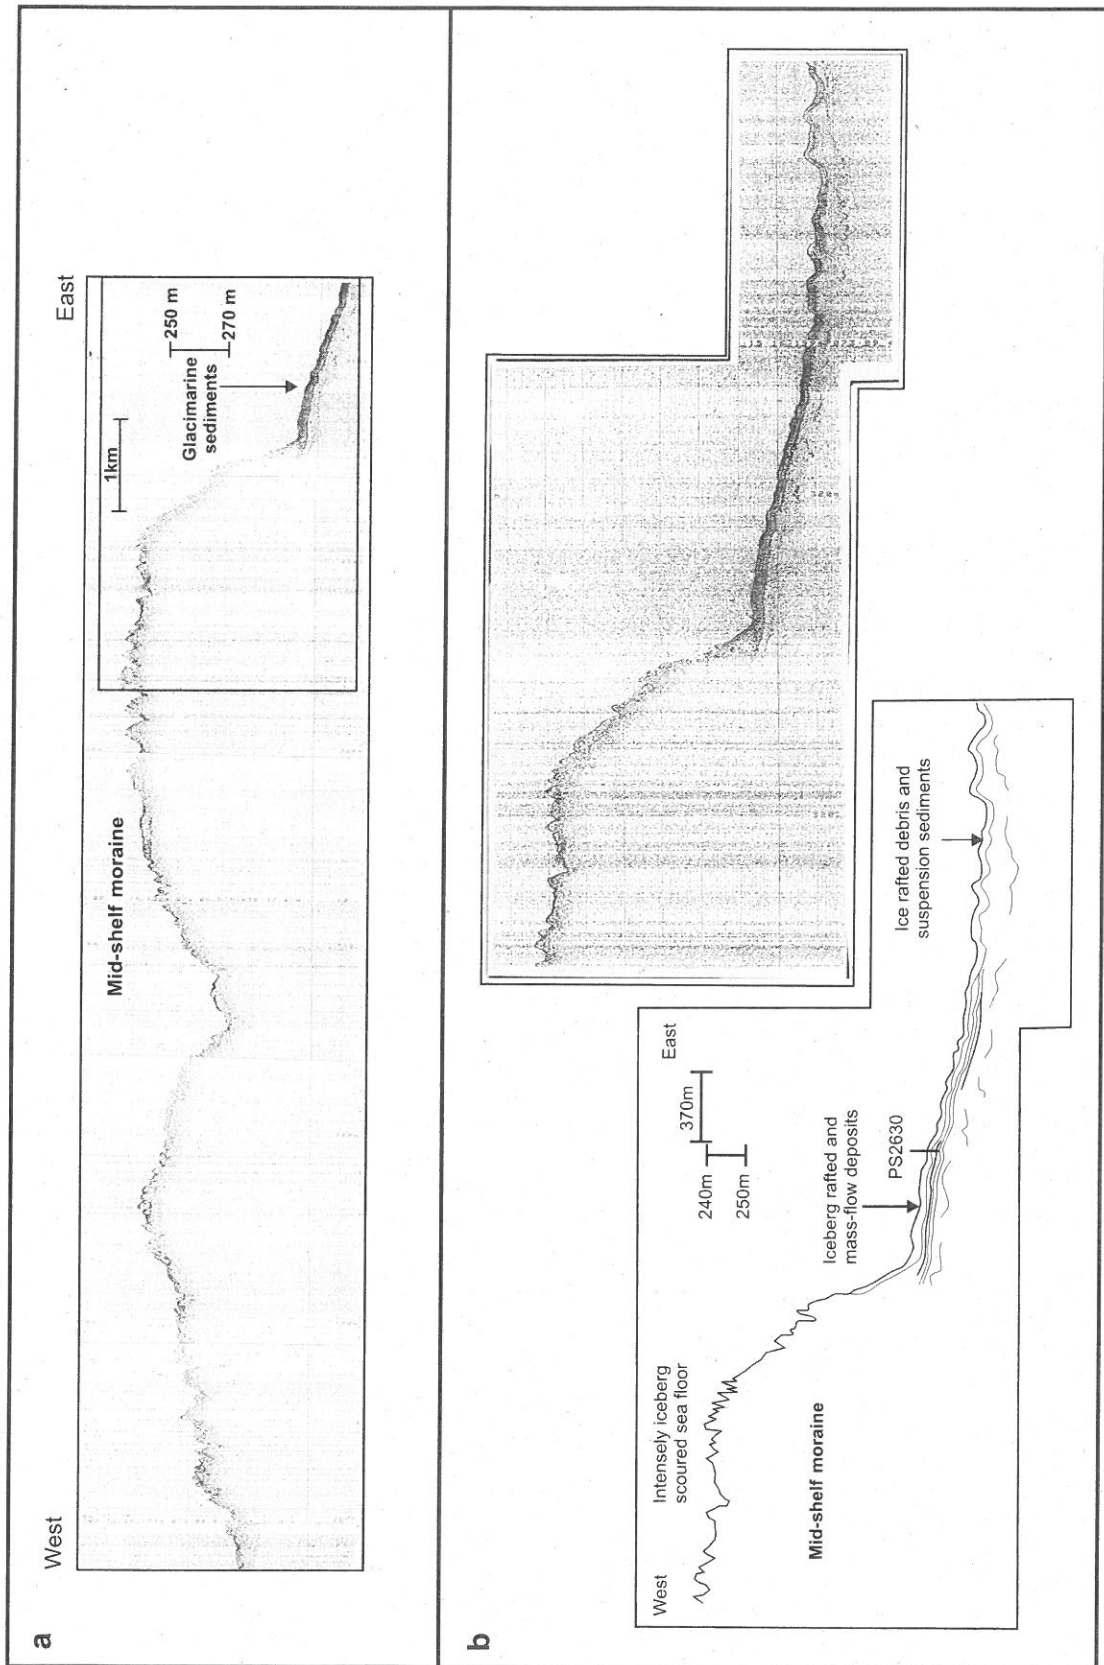 a
West
East
Mid-shelf moraine
1km
Glacimarine
sediments
250 m
270 m
b
West
East
Intensely iceberg
scoured sea floor
240m
250m
370m
Iceberg rafted and
mass-flow deposits
PS2630
Ice rafted debris and
suspension sediments
Mid-shelf moraine